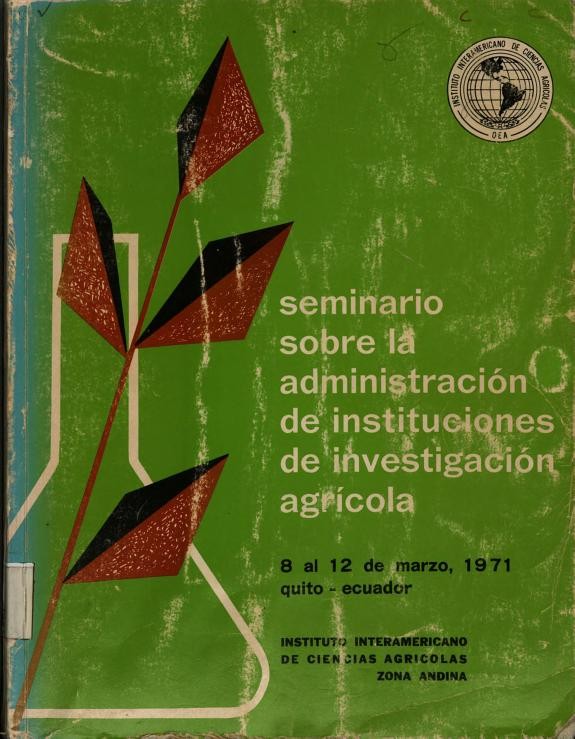 INSTITUTO INTERAMERICANO DE CIENCIAS AGRICOLAS
OEA
seminario
sobre la
administración
de instituciones
de investigación
agrícola
8 al 12 de marzo, 1971
quito - ecuador
INSTITUTO INTERAMERICANO
DE CIENCIAS AGRICOLAS
ZONA ANDINA